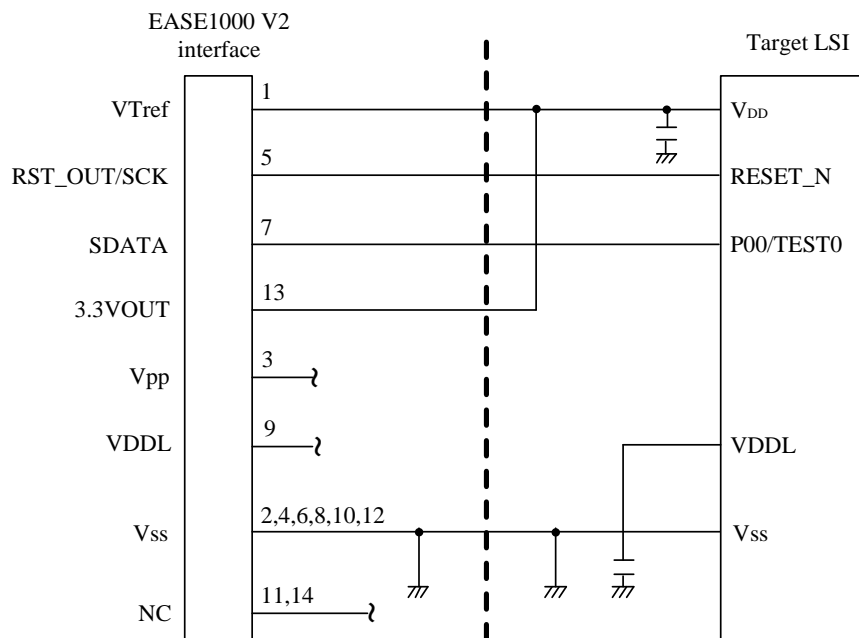 EASE1000 V2
interface
Target LSI
VTref
1
VDD
RST_OUT/SCK
5
RESET_N
SDATA
7
P00/TEST0
3.3VOUT
13
Vpp
3
VDDL
9
VDDL
Vss
2,4,6,8,10,12
Vss
NC
11,14